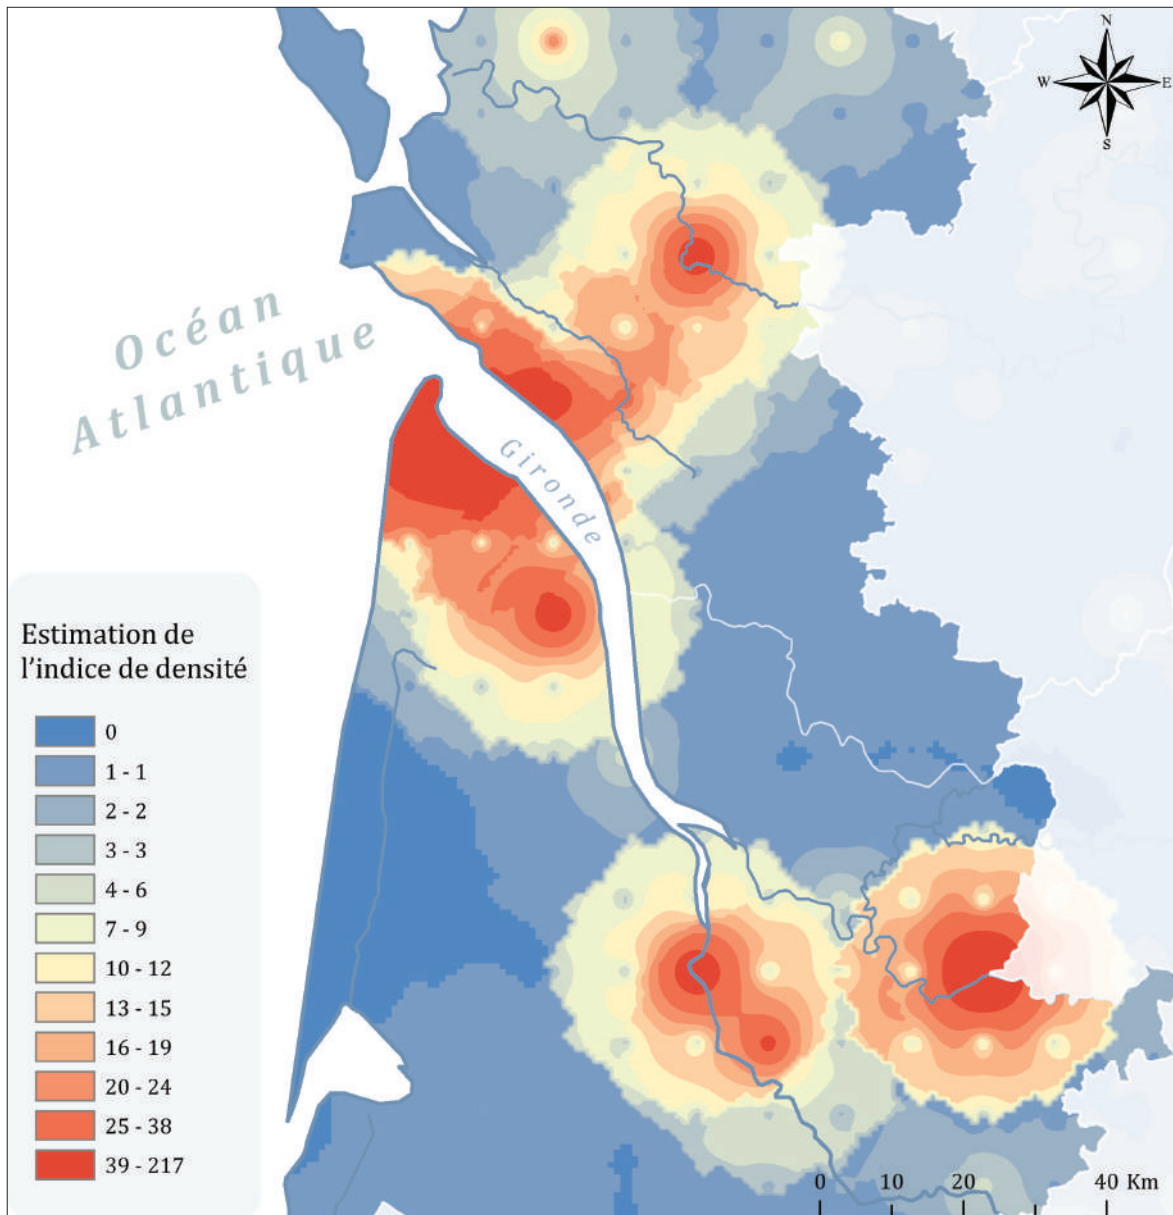 N
W E
S
Océan
Atlantique
Gironde
Estimation de
l'indice de densité
0
1 - 1
2 - 2
3 - 3
4 - 6
7 - 9
10 - 12
13 - 15
16 - 19
20 - 24
25 - 38
39 - 217
0 10 20 40 Km